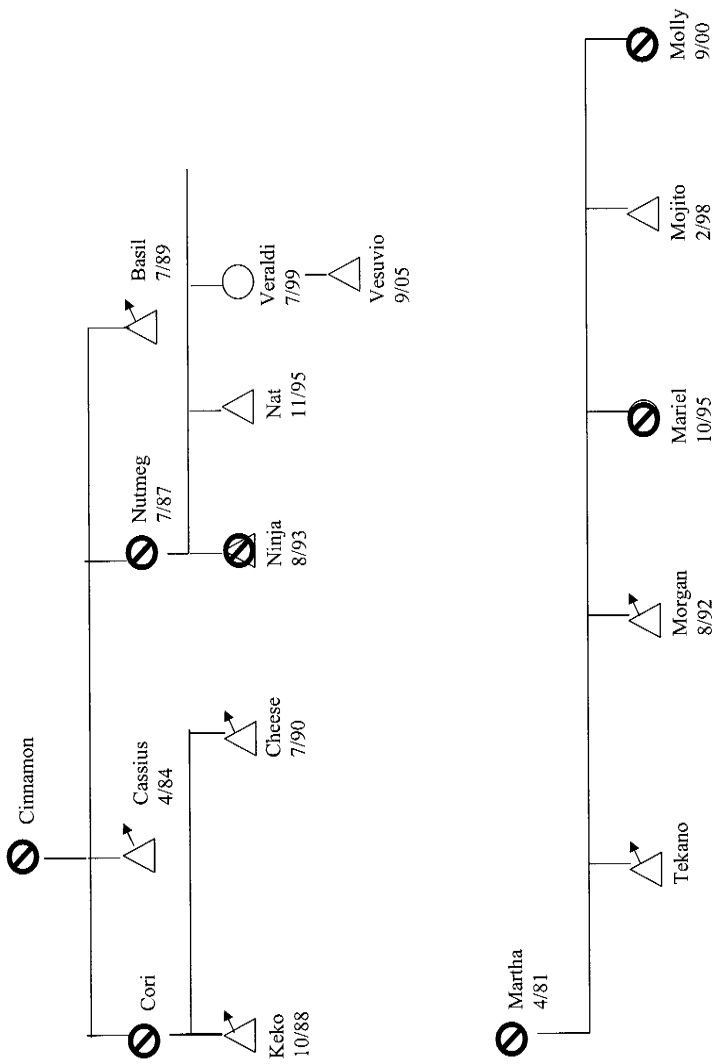 Cinnamon
Cori
Cassius
4/84
Nutmeg
7/87
Basil
7/89
Keko
10/88
Cheese
7/90
Ninja
8/93
Nat
11/95
Veraldi
7/99
Vesuvio
9/05
Martha
4/81
Tekano
Morgan
8/92
Mariel
10/95
Mojito
2/98
Molly
9/00